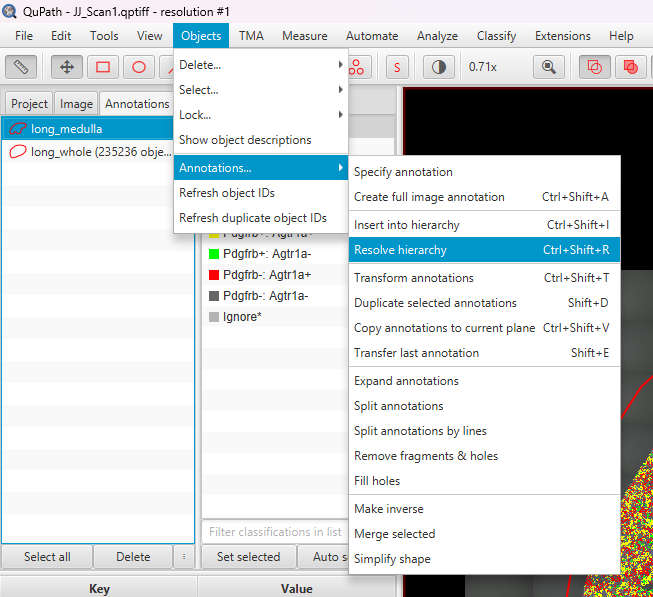 QuPath - JJ_Scan1.qptiff - resolution #1
File Edit Tools View Objects TMA Measure Automate Analyze Classify Extensions Help
S 0.71x
Project Image Annotations
long_medulla
long_whole (235236 obje...
Delete...
Select...
Lock...
Show object descriptions
Annotations...
Refresh object IDs
Refresh duplicate object IDs
Specify annotation
Create full image annotation Ctrl+Shift+A
Insert into hierarchy Ctrl+Shift+I
Resolve hierarchy Ctrl+Shift+R
Transform annotations Ctrl+Shift+T
Duplicate selected annotations Shift+D
Copy annotations to current plane Ctrl+Shift+V
Transfer last annotation Shift+E
Expand annotations
Split annotations
Split annotations by lines
Remove fragments & holes
Fill holes
Make inverse
Merge selected
Simplify shape
Pdgfrb+: Agtr1a+
Pdgfrb+: Agtr1a-
Pdgfrb-: Agtr1a+
Pdgfrb-: Agtr1a-
Ignore*
Filter classifications in list
Select all Delete Set selected Auto s
Key Value